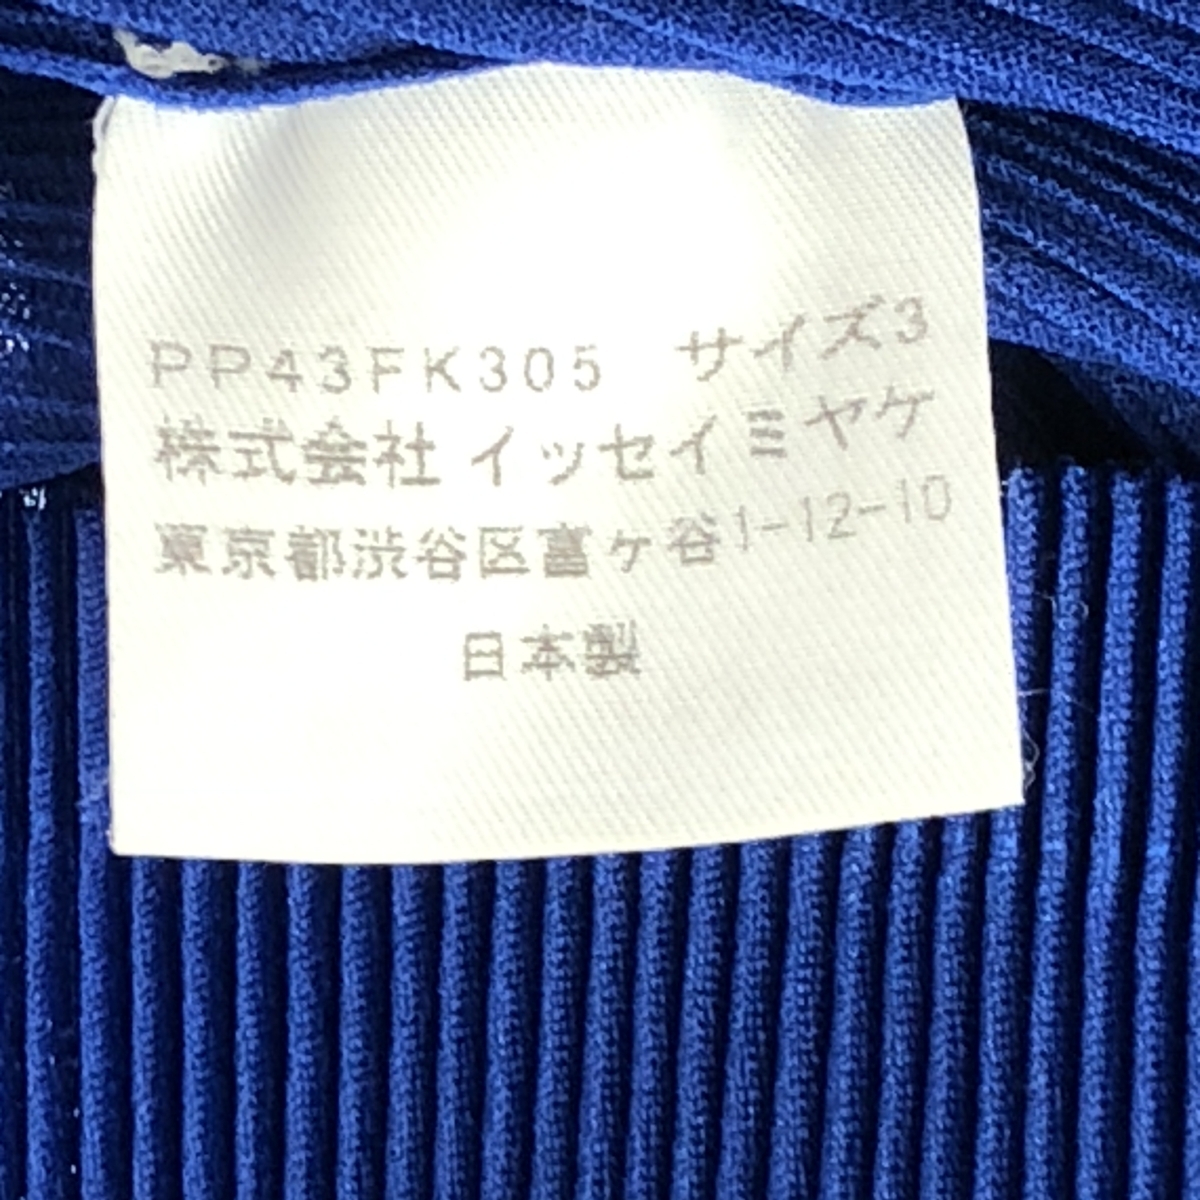 PP43FK305 サイズ3
株式会社 イッセイミヤケ
東京都渋谷区富ヶ谷1-12-10
日本製